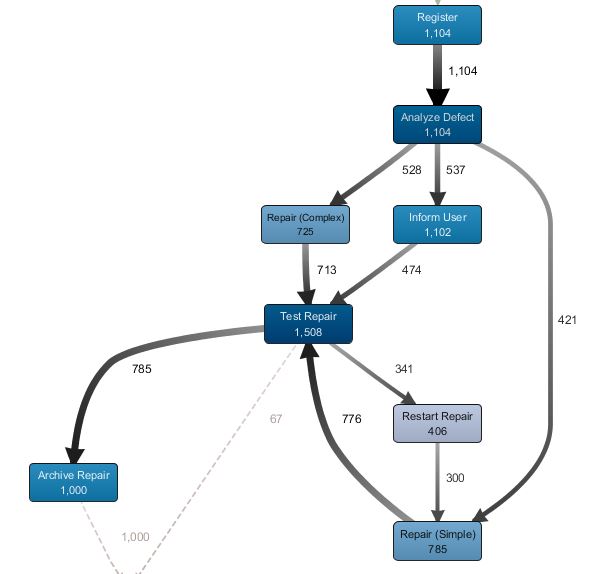 Register
1,104
1,104
Analyze Defect
1,104
528
537
Repair (Complex)
725
Inform User
1,102
713
474
Test Repair
1,508
421
785
341
67
776
Restart Repair
406
Archive Repair
1,000
300
1,000
Repair (Simple)
785